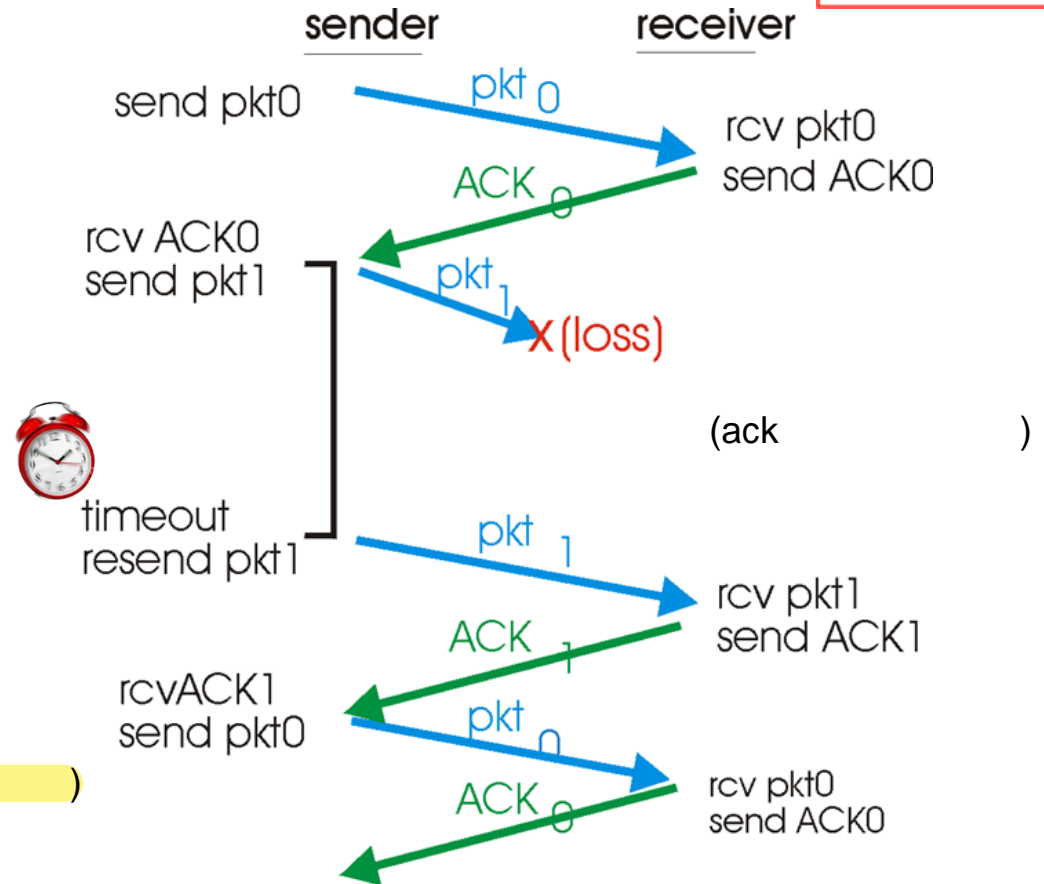 sender receiver
send pkt0
pkt 0
rcv pkt0
send ACK0
ACK 0
rcv ACK0
send pkt1
pkt 1
X(loss)
(ack )
timeout
resend pkt1
pkt 1
rcv pkt1
send ACK1
ACK 1
rcvACK1
send pkt0
pkt 0
)
rcv pkt0
send ACK0
ACK 0